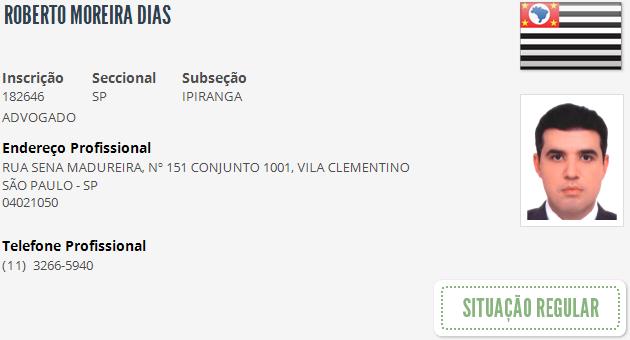 ROBERTO MOREIRA DIAS
Inscrição Seccional Subseção
182646 SP IPIRANGA
ADVOGADO
Endereço Profissional
RUA SENA MADUREIRA, Nº 151 CONJUNTO 1001, VILA CLEMENTINO
SÃO PAULO - SP
04021050
Telefone Profissional
(11) 3266-5940
SITUAÇÃO REGULAR